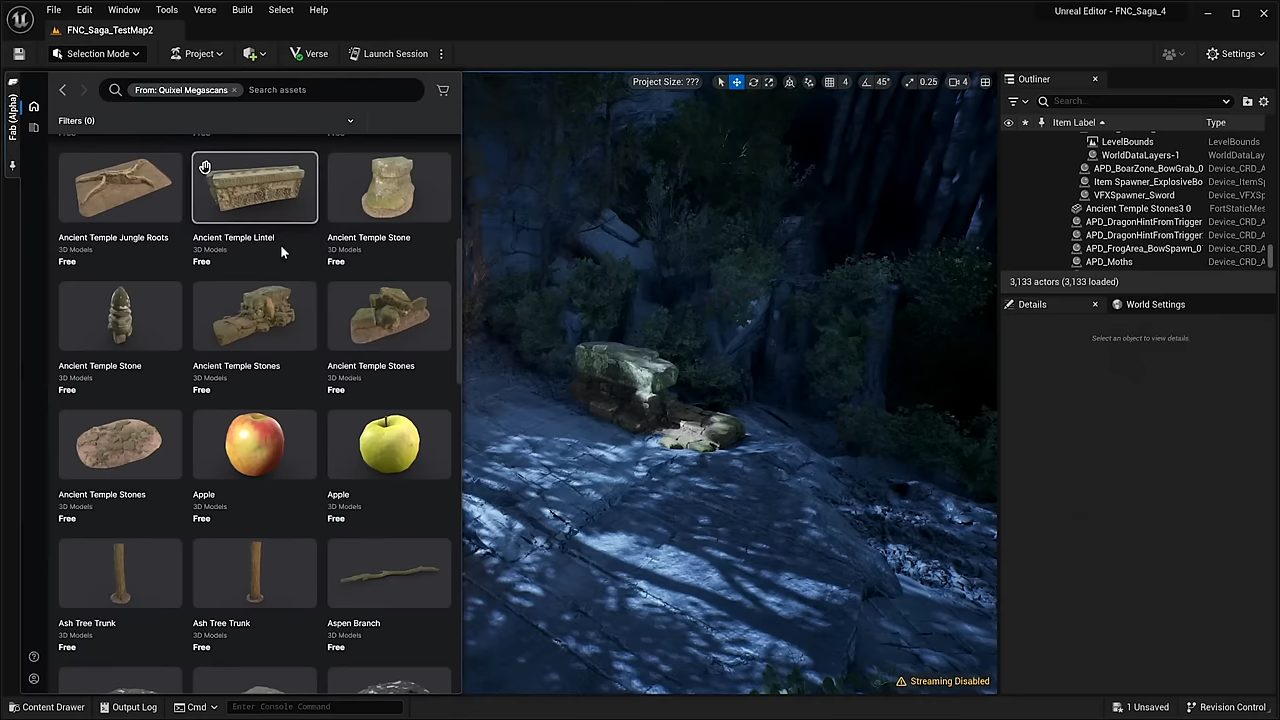 File Edit Window Tools Verse Build Select Help
Unreal Editor - FNC_Saga_4
FNC_Saga_TestMap2
Selection Mode
Project
Verse
Launch Session
Settings
Fab (Alpha)
From: Quixel Megascans ×
Search assets
Filters (0)
Ancient Temple Jungle Roots
3D Models
Free
Ancient Temple Lintel
3D Models
Free
Ancient Temple Stone
3D Models
Free
Ancient Temple Stone
3D Models
Free
Ancient Temple Stones
3D Models
Free
Ancient Temple Stones
3D Models
Free
Ancient Temple Stones
3D Models
Free
Apple
3D Models
Free
Apple
3D Models
Free
Ash Tree Trunk
3D Models
Free
Ash Tree Trunk
3D Models
Free
Aspen Branch
3D Models
Free
Project Size: ???
4
45°
0.25
4
Streaming Disabled
Outliner
Search...
Item Label
Type
LevelBounds LevelBounds
WorldDataLayers-1 WorldDataLay
APD_BoarZone_BowGrab_0 Device_CRD_A
Item Spawner_ExplosiveBo Device_ItemS
VFXSpawner_Sword Device_VFXSp
Ancient Temple Stones3 0 FortStaticMes
APD_DragonHintFromTrigger Device_CRD_A
APD_DragonHintFromTrigger Device_CRD_A
APD_FrogArea_BowSpawn_0 Device_CRD_A
APD_Moths Device_CRD_A
3,133 actors (3,133 loaded)
Details
World Settings
Select an object to view details.
Content Drawer
Output Log
Cmd
Enter Console Command
1 Unsaved
Revision Control